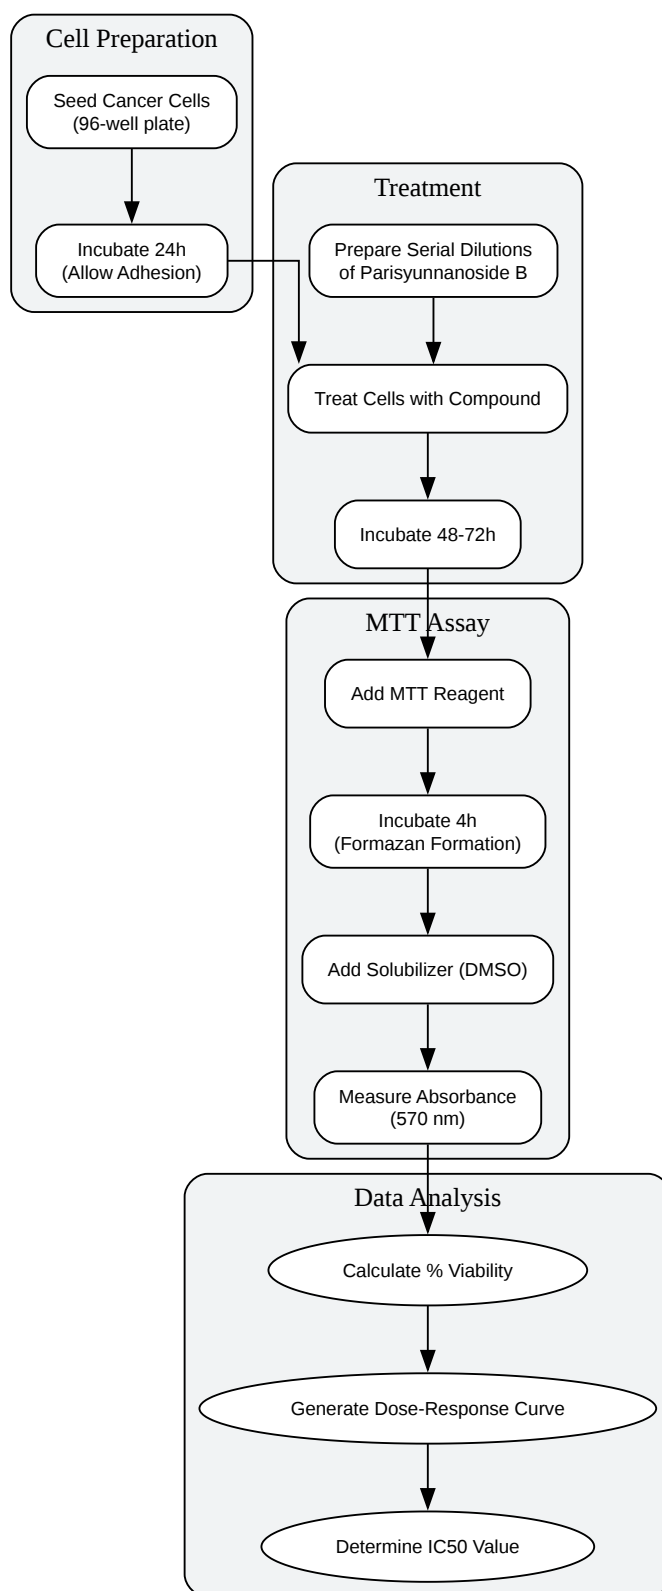 Cell Preparation
Seed Cancer Cells
(96-well plate)
Incubate 24h
(Allow Adhesion)
Treatment
Prepare Serial Dilutions
of Parisyunnanoside B
Treat Cells with Compound
Incubate 48-72h
MTT Assay
Add MTT Reagent
Incubate 4h
(Formazan Formation)
Add Solubilizer (DMSO)
Measure Absorbance
(570 nm)
Data Analysis
Calculate % Viability
Generate Dose-Response Curve
Determine IC50 Value